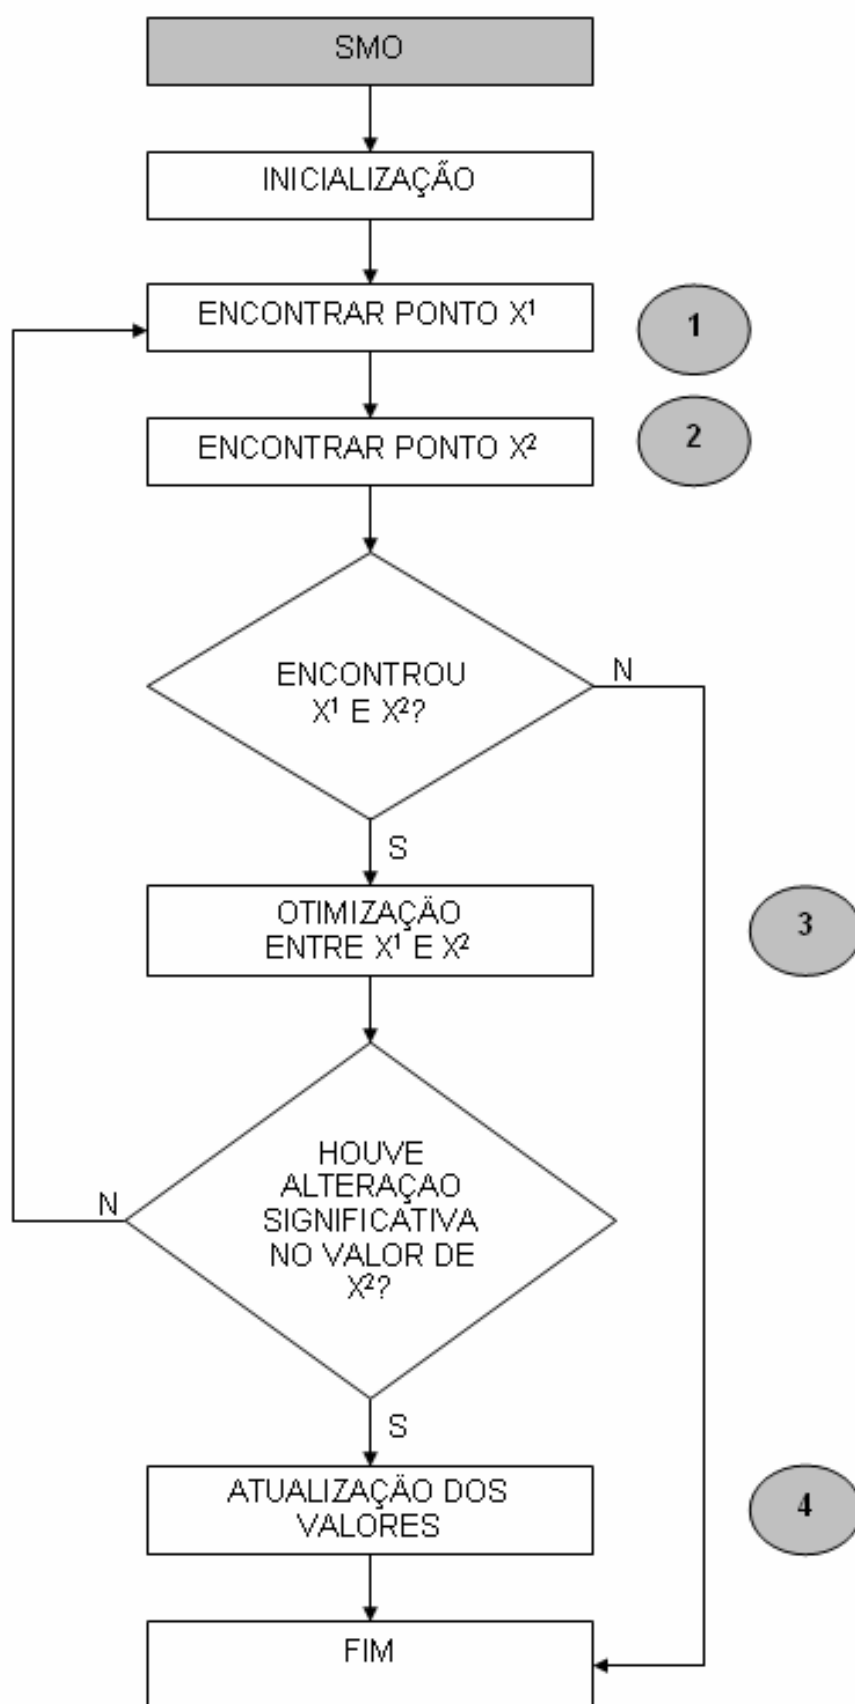 SMO
INICIALIZAÇÃO
ENCONTRAR PONTO X¹
1
ENCONTRAR PONTO X²
2
ENCONTROU
X¹ E X²?
N
S
OTIMIZAÇÃO
ENTRE X¹ E X²
3
HOUVE
ALTERAÇAO
SIGNIFICATIVA
NO VALOR DE
X²?
N
S
ATUALIZAÇÃO DOS
VALORES
4
FIM